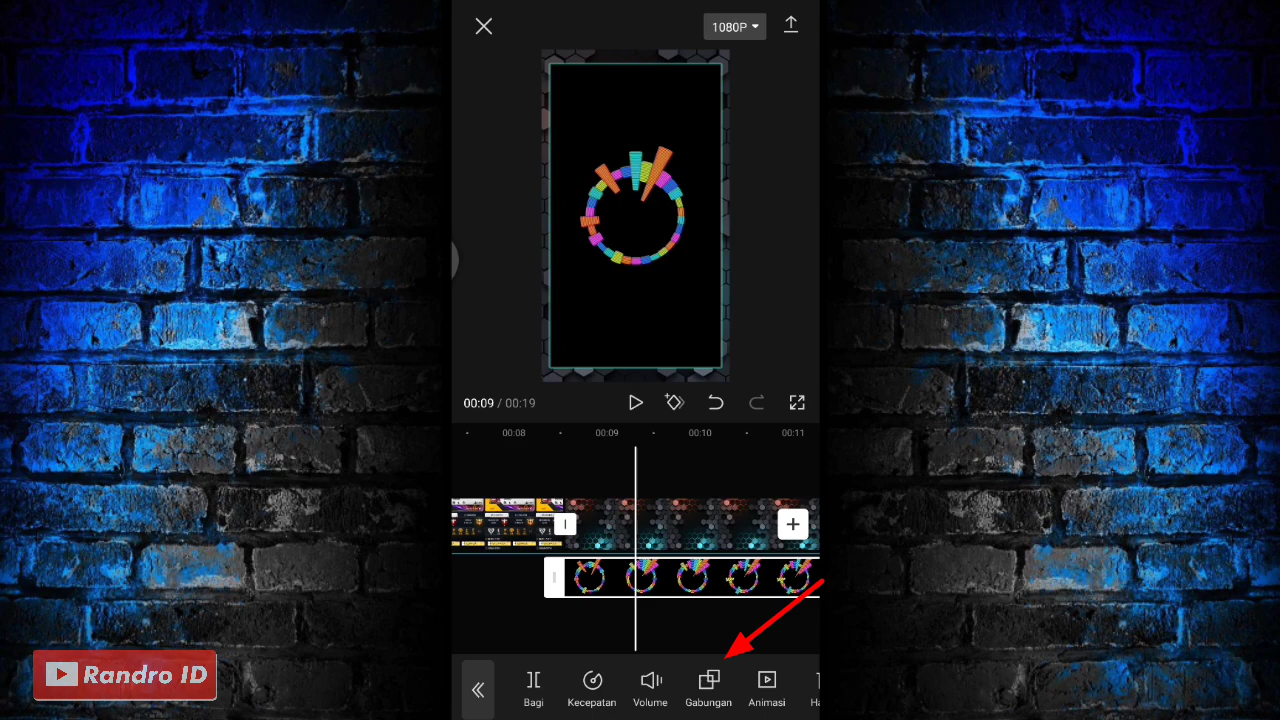 1080P
00:09 / 00:19
00:08
00:09
00:10
00:11
Randro ID
Bagi
Kecepatan
Volume
Gabungan
Animasi